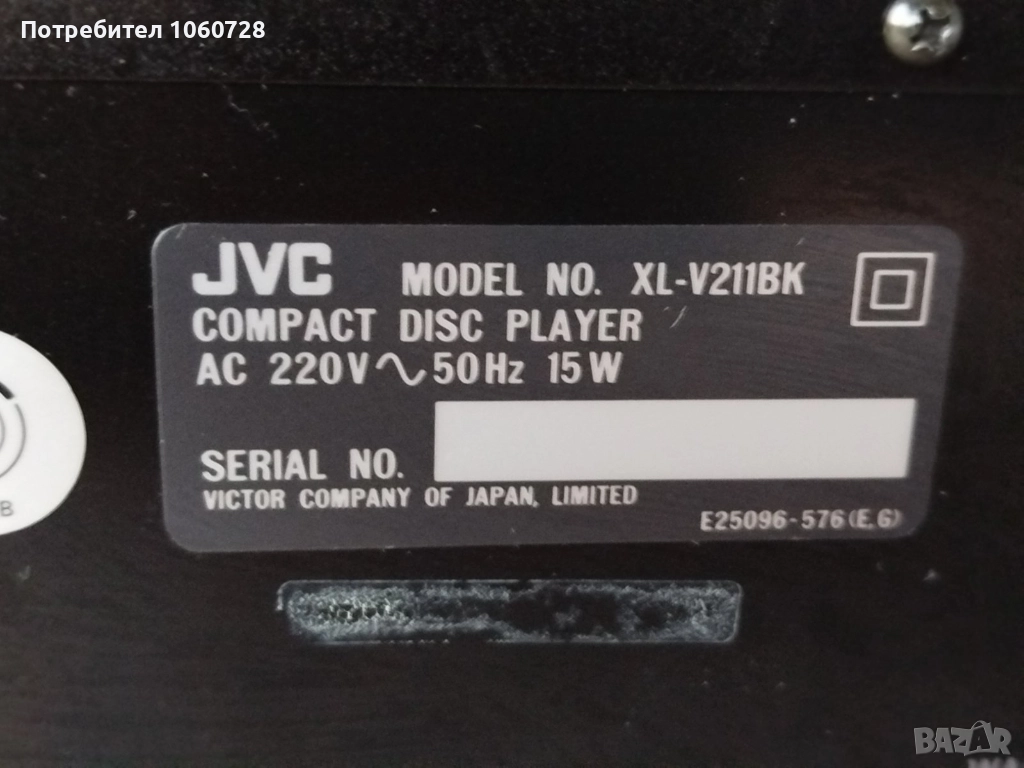 Потребител 1060728
JVC MODEL NO. XL-V211BK
COMPACT DISC PLAYER
AC 220V ~ 50Hz 15W
SERIAL NO.
VICTOR COMPANY OF JAPAN, LIMITED
E25096-576(E.G)
B
BAZAR